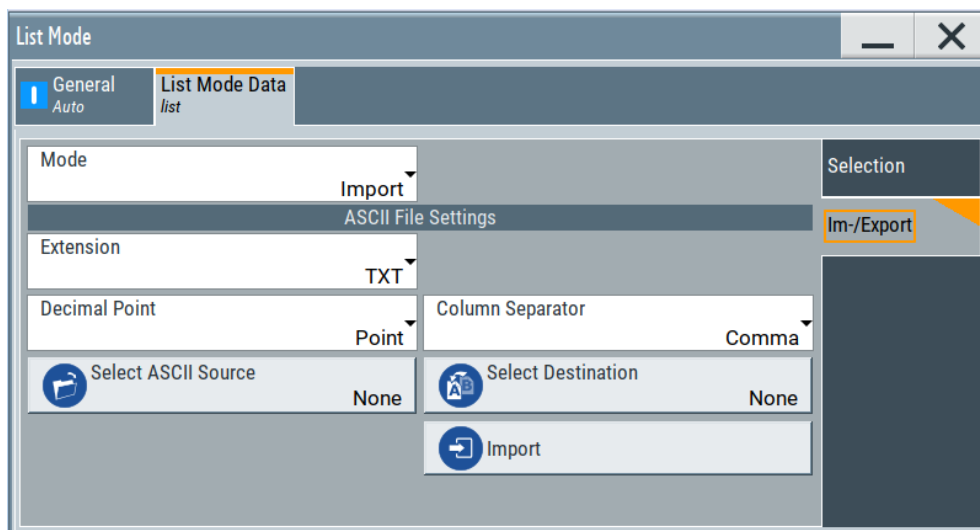 List Mode
General
Auto
List Mode Data
list
Mode
Import
Selection
ASCII File Settings
Im-/Export
Extension
TXT
Decimal Point
Point
Column Separator
Comma
Select ASCII Source
None
Select Destination
None
Import